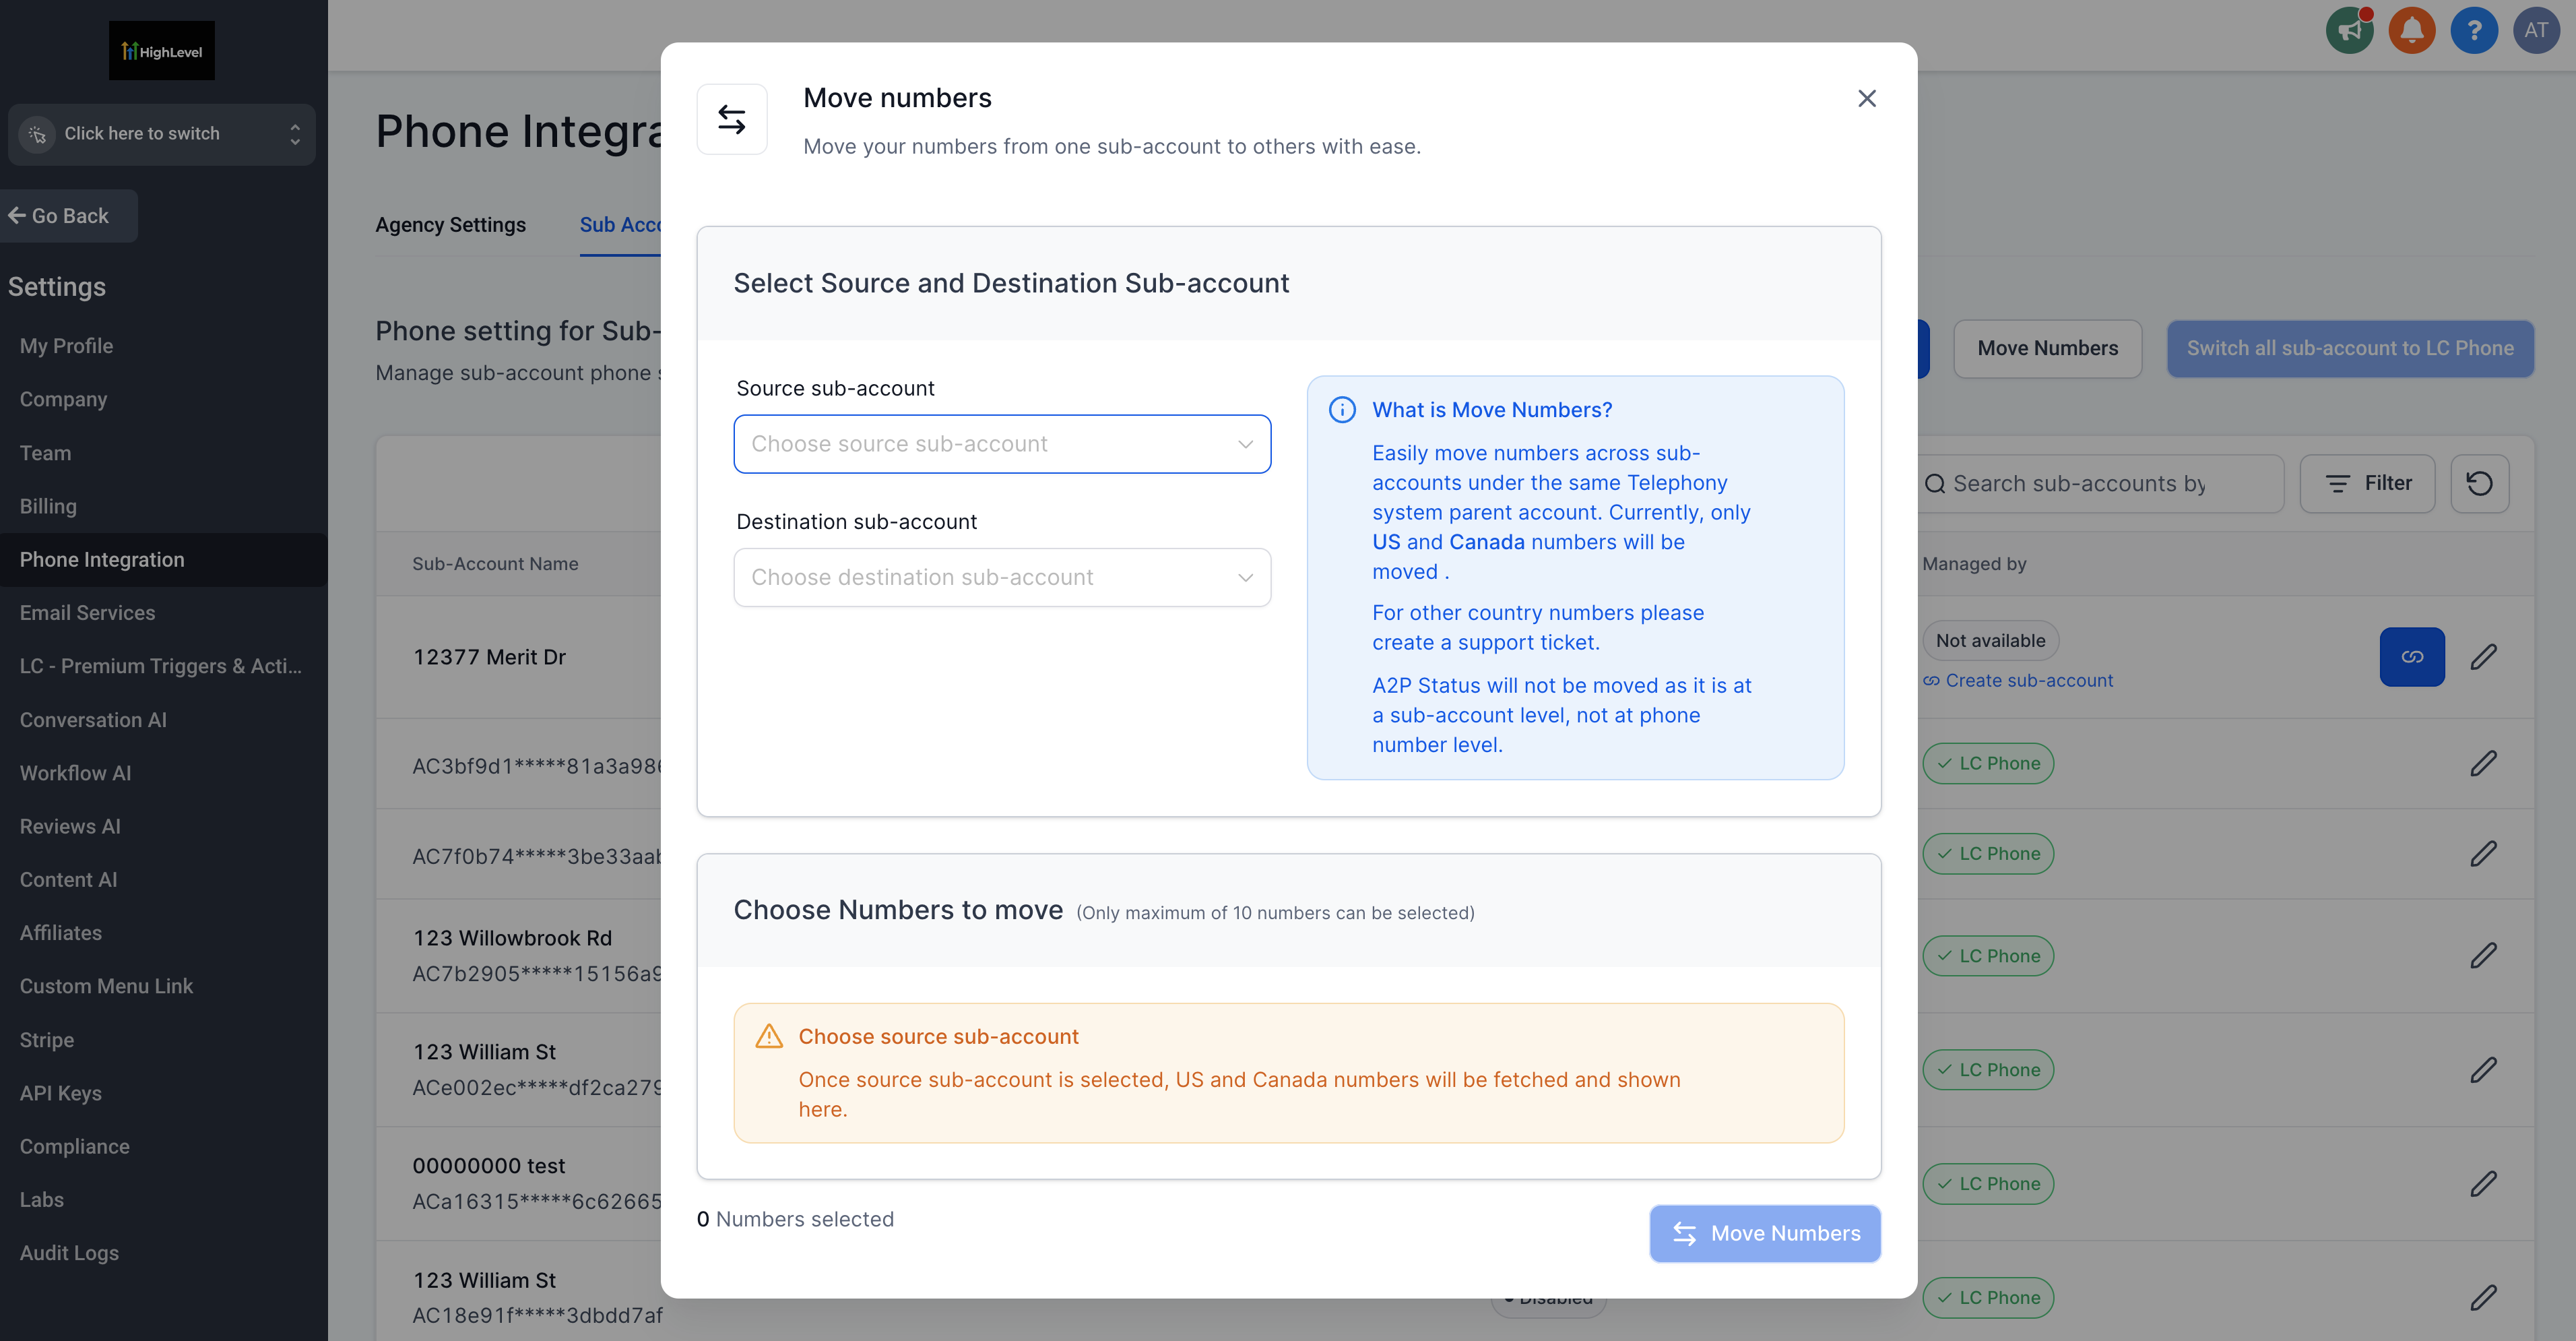 HighLevel
Click here to switch
Go Back
Settings
My Profile
Company
Team
Billing
Phone Integration
Email Services
LC - Premium Triggers & Acti...
Conversation AI
Workflow AI
Reviews AI
Content AI
Affiliates
Custom Menu Link
Stripe
API Keys
Compliance
Labs
Audit Logs
AT
Phone Integra
Agency Settings
Sub Acco
Phone setting for Sub-
Manage sub-account phone s
Move Numbers
Switch all sub-account to LC Phone
Search sub-accounts by
Filter
Sub-Account Name
Managed by
12377 Merit Dr
Not available
Create sub-account
AC3bf9d1*****81a3a986
LC Phone
AC7f0b74*****3be33aab
LC Phone
123 Willowbrook Rd
AC7b2905*****15156a9
LC Phone
123 William St
ACe002ec*****df2ca279
LC Phone
00000000 test
ACa16315*****6c62665
LC Phone
123 William St
AC18e91f*****3dbdd7af
Disabled
LC Phone
Move numbers
Move your numbers from one sub-account to others with ease.
Select Source and Destination Sub-account
Source sub-account
Choose source sub-account
Destination sub-account
Choose destination sub-account
What is Move Numbers?
Easily move numbers across sub-
accounts under the same Telephony
system parent account. Currently, only
US and Canada numbers will be
moved .
For other country numbers please
create a support ticket.
A2P Status will not be moved as it is at
a sub-account level, not at phone
number level.
Choose Numbers to move (Only maximum of 10 numbers can be selected)
Choose source sub-account
Once source sub-account is selected, US and Canada numbers will be fetched and shown
here.
0 Numbers selected
Move Numbers